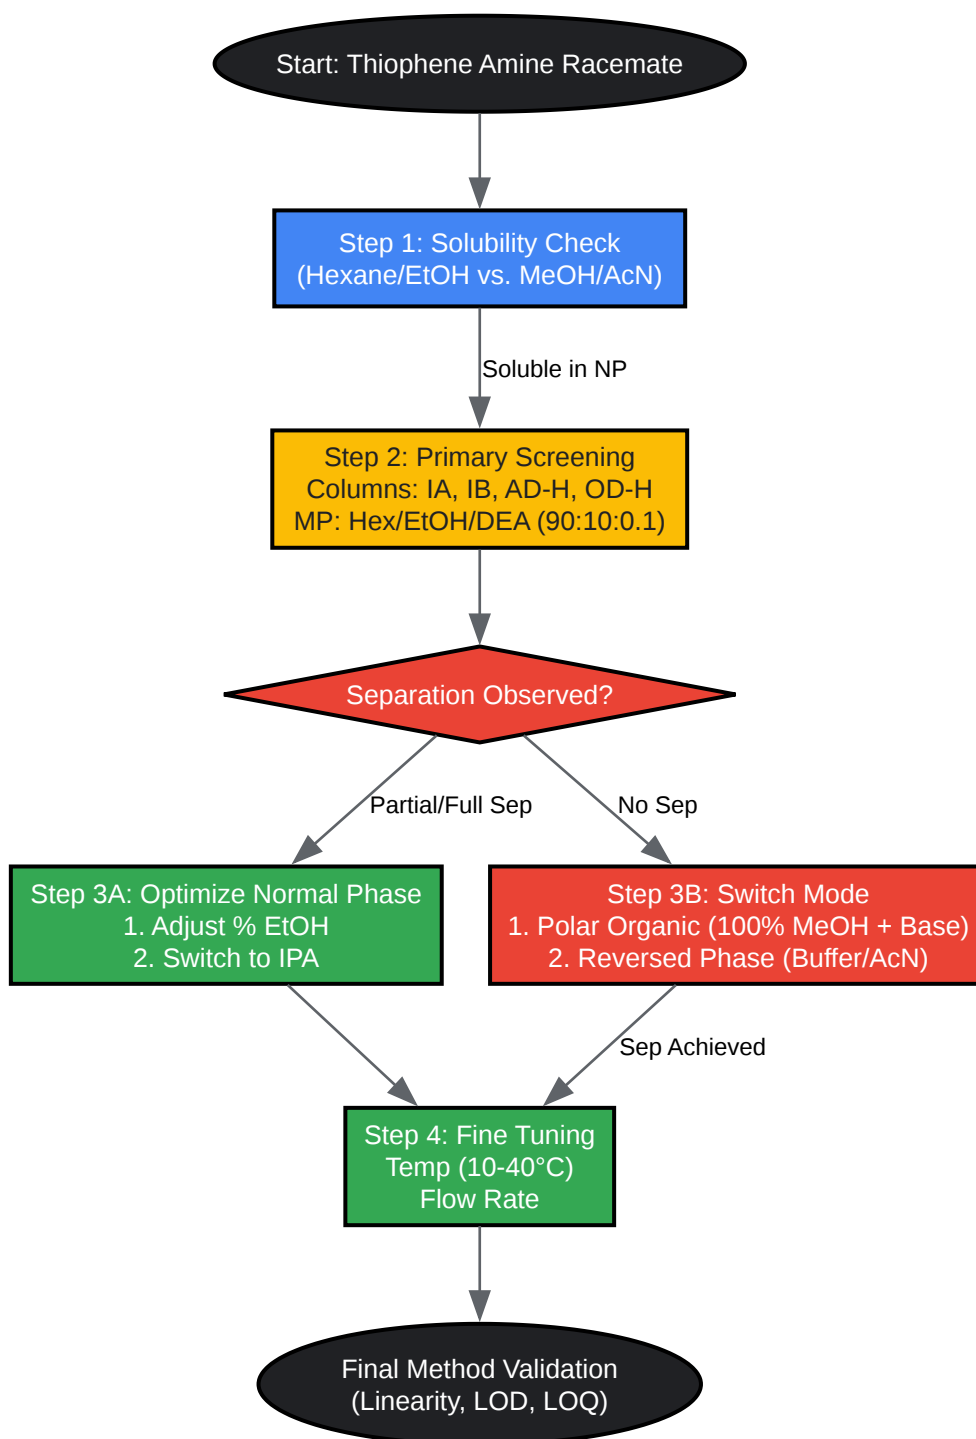 Start: Thiophene Amine Racemate
Step 1: Solubility Check
(Hexane/EtOH vs. MeOH/AcN)
Soluble in NP
Step 2: Primary Screening
Columns: IA, IB, AD-H, OD-H
MP: Hex/EtOH/DEA (90:10:0.1)
Separation Observed?
Partial/Full Sep
No Sep
Step 3A: Optimize Normal Phase
1. Adjust % EtOH
2. Switch to IPA
Step 3B: Switch Mode
1. Polar Organic (100% MeOH + Base)
2. Reversed Phase (Buffer/AcN)
Sep Achieved
Step 4: Fine Tuning
Temp (10-40°C)
Flow Rate
Final Method Validation
(Linearity, LOD, LOQ)